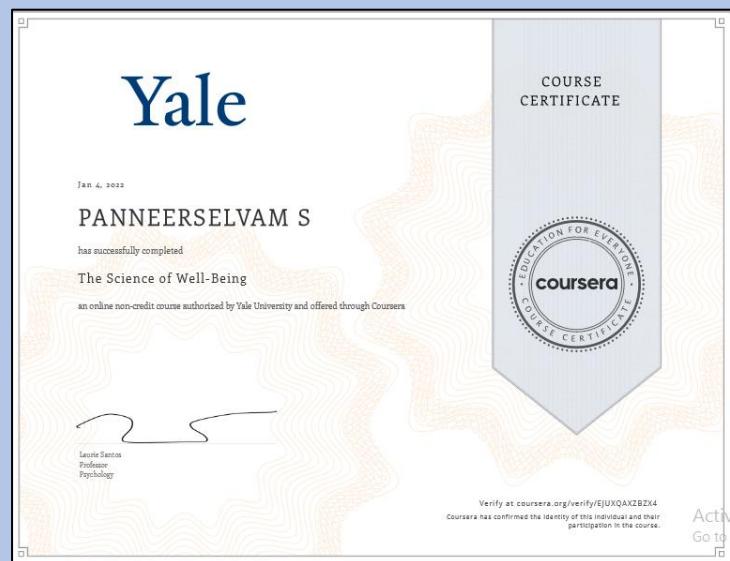 Yale
Jan 4, 2022
PANNEERSELVAM S
has successfully completed
The Science of Well-Being
an online non-credit course authorized by Yale University and offered through Coursera
Laurie Santos
Professor
Psychology
COURSE
CERTIFICATE
EDUCATION FOR EVERYONE
coursera
COURSE CERTIFICATE
Verify at coursera.org/verify/EJUXQAXZBZX4
Coursera has confirmed the identity of this individual and their
participation in the course.
Go to